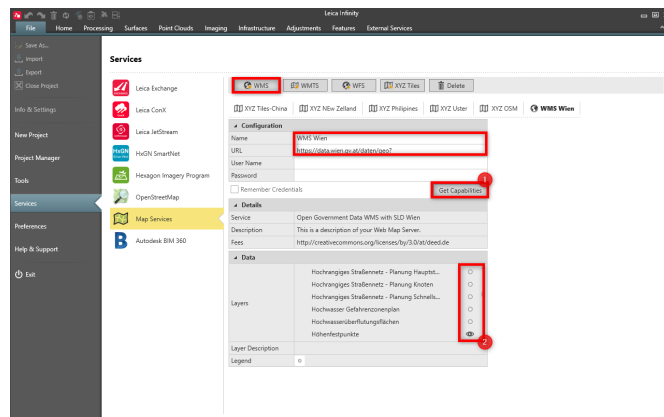 Leica Infinity
File Home Processing Surfaces Point Clouds Imaging Infrastructure Adjustments Features External Services
Save As...
Import
Export
Close Project
Info & Settings
New Project
Project Manager
Tools
Services
Preferences
Help & Support
Exit
Services
Leica Exchange
Leica ConX
Leica JetStream
HxGN SmartNet
Hexagon Imagery Program
OpenStreetMap
Map Services
Autodesk BIM 360
WMS WMTS WFS XYZ Tiles Delete
XYZ Tiles-China XYZ NEw Zelland XYZ Philipines XYZ Uster XYZ OSM WMS Wien
Configuration
Name WMS Wien
URL https://data.wien.gv.at/daten/geo?
User Name
Password
1
Remember Credentials Get Capabilities
Details
Service Open Government Data WMS with SLD Wien
Description This is a description of your Web Map Server.
Fees http://creativecommons.org/licenses/by/3.0/at/deed.de
Data
Layers
Hochrangiges Straßennetz - Planung Hauptst...
Hochrangiges Straßennetz - Planung Knoten
Hochrangiges Straßennetz - Planung Schnells...
Hochwasser Gefahrenzonenplan
Hochwasserüberflutungsflächen
Höhenfestpunkte
2
Layer Description
Legend